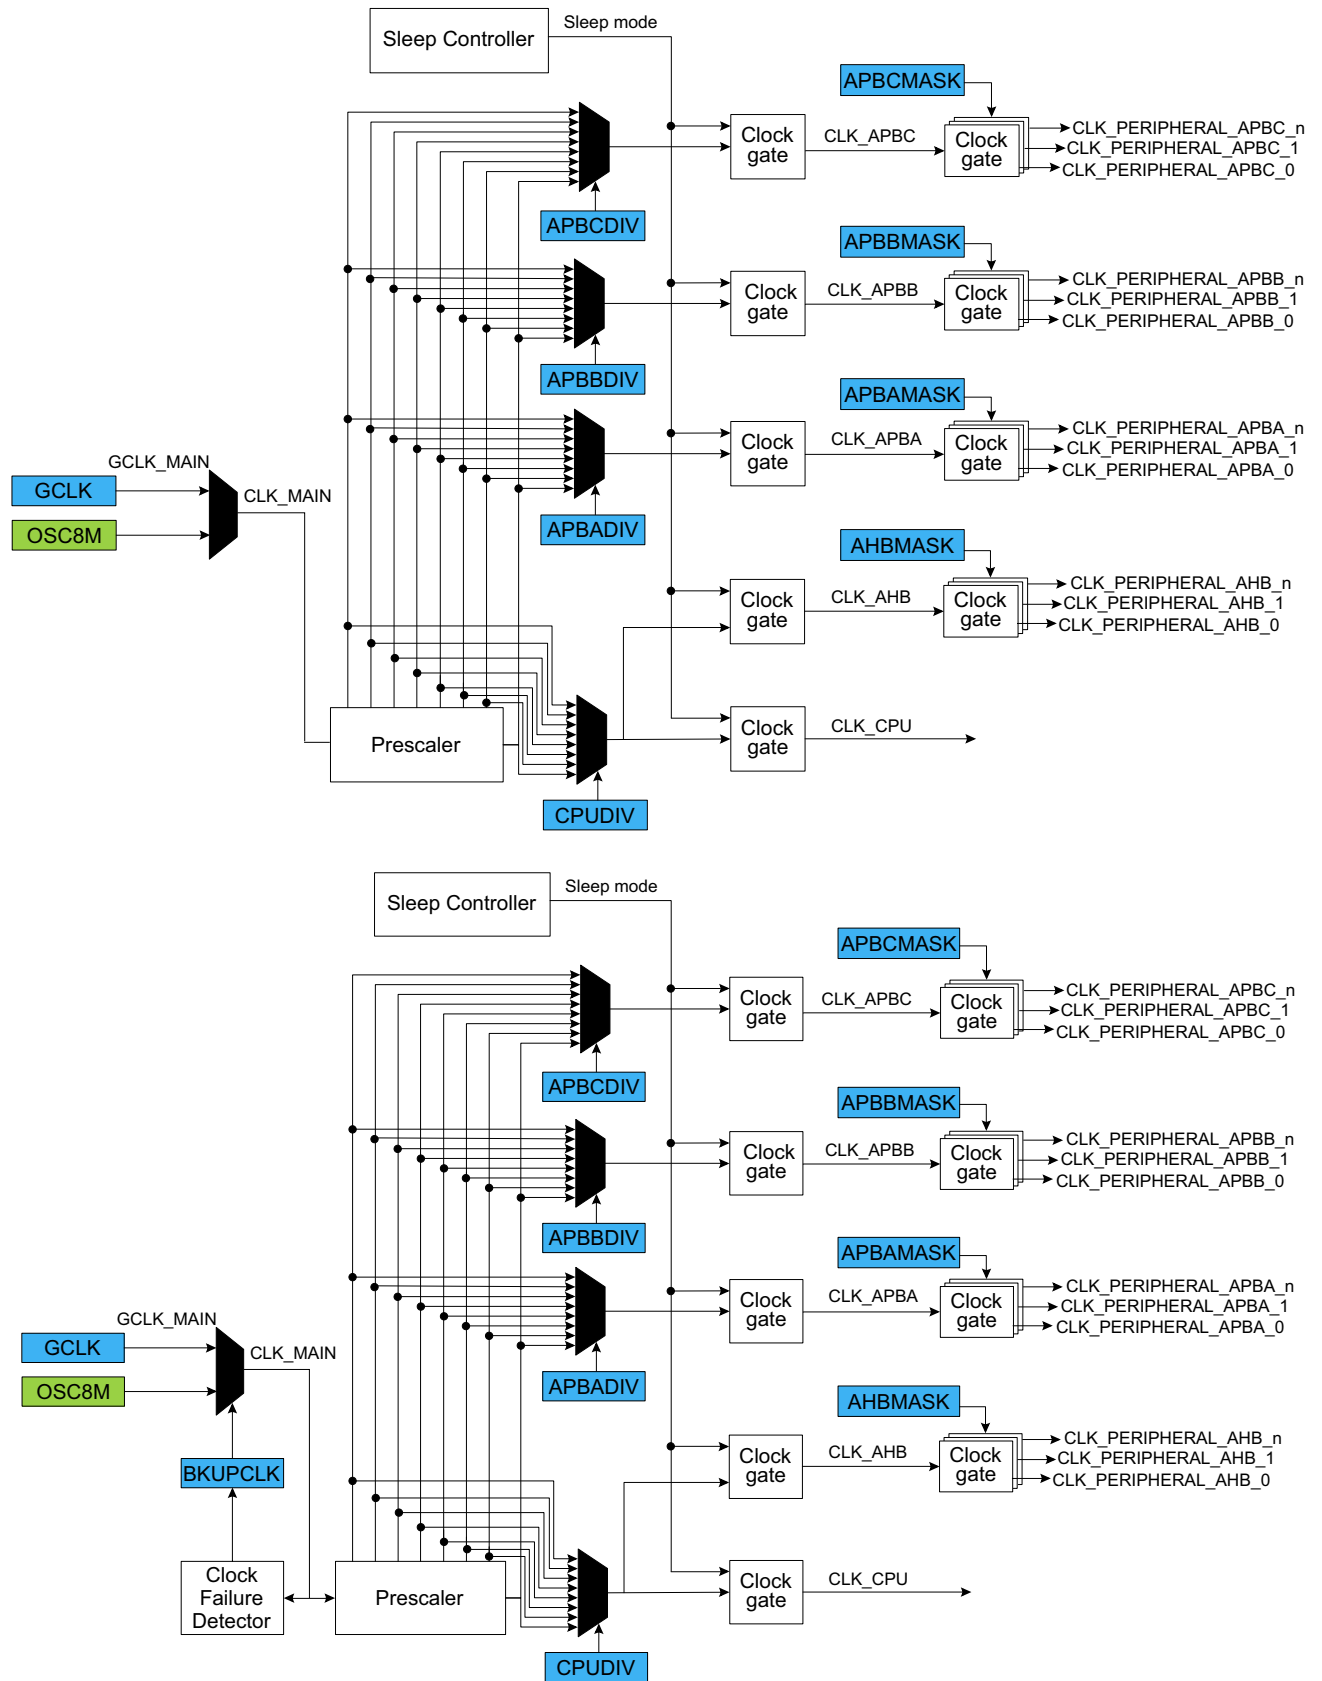 Sleep mode
Sleep Controller
APBCMASK
Clock
gate
CLK_APBC
Clock
gate
CLK_PERIPHERAL_APBC_n
CLK_PERIPHERAL_APBC_1
CLK_PERIPHERAL_APBC_0
APBCDIV
APBBMASK
Clock
gate
CLK_APBB
Clock
gate
CLK_PERIPHERAL_APBB_n
CLK_PERIPHERAL_APBB_1
CLK_PERIPHERAL_APBB_0
APBBDIV
APBAMASK
Clock
gate
CLK_APBA
Clock
gate
CLK_PERIPHERAL_APBA_n
CLK_PERIPHERAL_APBA_1
CLK_PERIPHERAL_APBA_0
GCLK_MAIN
GCLK
CLK_MAIN
OSC8M
APBADIV
AHBMASK
Clock
gate
CLK_AHB
Clock
gate
CLK_PERIPHERAL_AHB_n
CLK_PERIPHERAL_AHB_1
CLK_PERIPHERAL_AHB_0
Prescaler
Clock
gate
CLK_CPU
CPUDIV
Sleep mode
Sleep Controller
APBCMASK
Clock
gate
CLK_APBC
Clock
gate
CLK_PERIPHERAL_APBC_n
CLK_PERIPHERAL_APBC_1
CLK_PERIPHERAL_APBC_0
APBCDIV
APBBMASK
Clock
gate
CLK_APBB
Clock
gate
CLK_PERIPHERAL_APBB_n
CLK_PERIPHERAL_APBB_1
CLK_PERIPHERAL_APBB_0
APBBDIV
APBAMASK
Clock
gate
CLK_APBA
Clock
gate
CLK_PERIPHERAL_APBA_n
CLK_PERIPHERAL_APBA_1
CLK_PERIPHERAL_APBA_0
GCLK_MAIN
GCLK
CLK_MAIN
OSC8M
APBADIV
AHBMASK
Clock
gate
CLK_AHB
Clock
gate
CLK_PERIPHERAL_AHB_n
CLK_PERIPHERAL_AHB_1
CLK_PERIPHERAL_AHB_0
BKUPCLK
Clock
Failure
Detector
Prescaler
Clock
gate
CLK_CPU
CPUDIV